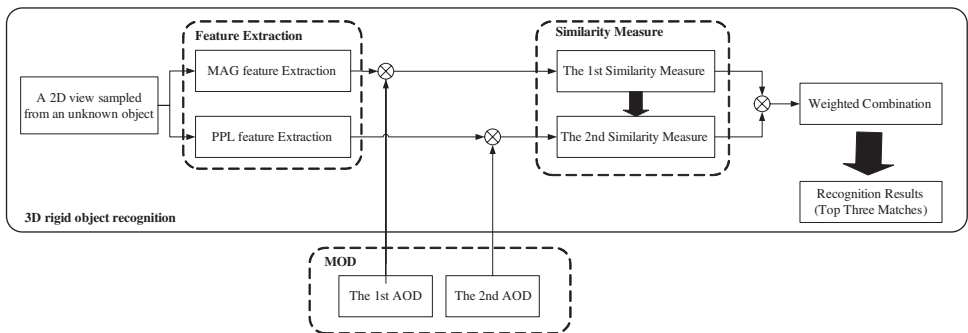 Feature Extraction
Similarity Measure
MAG feature Extraction
The 1st Similarity Measure
A 2D view sampled
from an unknown object
Weighted Combination
PPL feature Extraction
The 2nd Similarity Measure
Recognition Results
(Top Three Matches)
3D rigid object recognition
MOD
The 1st AOD
The 2nd AOD